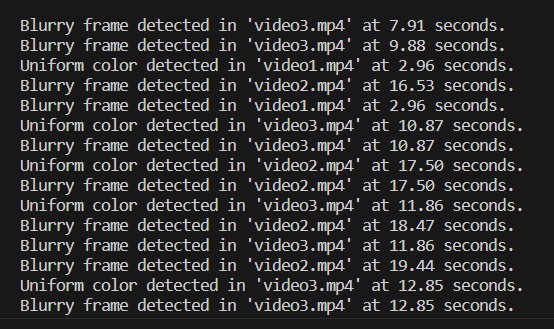 Blurry frame detected in 'video3.mp4' at 7.91 seconds.
Blurry frame detected in 'video3.mp4' at 9.88 seconds.
Uniform color detected in 'video1.mp4' at 2.96 seconds.
Blurry frame detected in 'video2.mp4' at 16.53 seconds.
Blurry frame detected in 'video1.mp4' at 2.96 seconds.
Uniform color detected in 'video3.mp4' at 10.87 seconds.
Blurry frame detected in 'video3.mp4' at 10.87 seconds.
Uniform color detected in 'video2.mp4' at 17.50 seconds.
Blurry frame detected in 'video2.mp4' at 17.50 seconds.
Uniform color detected in 'video3.mp4' at 11.86 seconds.
Blurry frame detected in 'video2.mp4' at 18.47 seconds.
Blurry frame detected in 'video3.mp4' at 11.86 seconds.
Blurry frame detected in 'video2.mp4' at 19.44 seconds.
Uniform color detected in 'video3.mp4' at 12.85 seconds.
Blurry frame detected in 'video3.mp4' at 12.85 seconds.